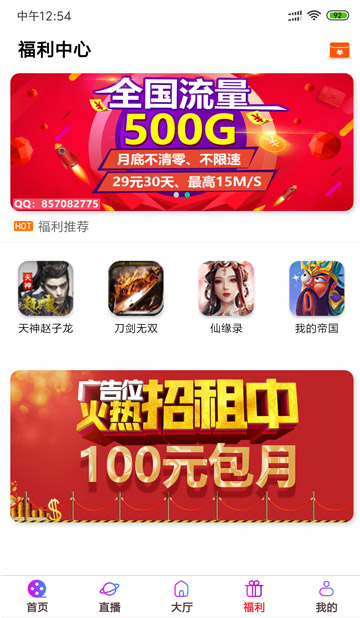 中午12:54
92
福利中心
全国流量
500G
月底不清零、不限速
29元30天、最高15M/S
QQ：857082775
HOT 福利推荐
天神赵子龙
刀剑无双
仙缘录
我的帝国
广告位
火热招租中
100元包月
首页
直播
大厅
福利
我的